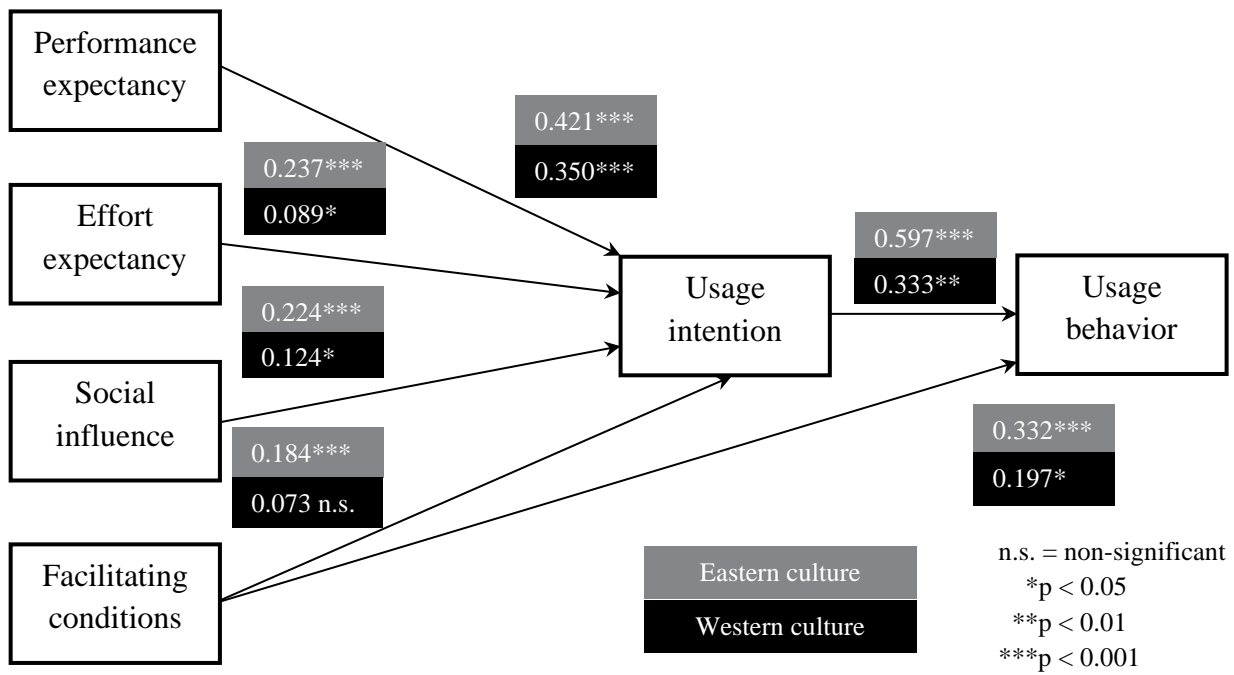 Performance
expectancy
0.421***
0.350***
0.237***
0.089*
Effort
expectancy
0.597***
0.333**
Usage
intention
Usage
behavior
0.224***
0.124*
Social
influence
0.184***
0.073 n.s.
0.332***
0.197*
Facilitating
conditions
Eastern culture
Western culture
n.s. = non-significant
*p < 0.05
**p < 0.01
***p < 0.001